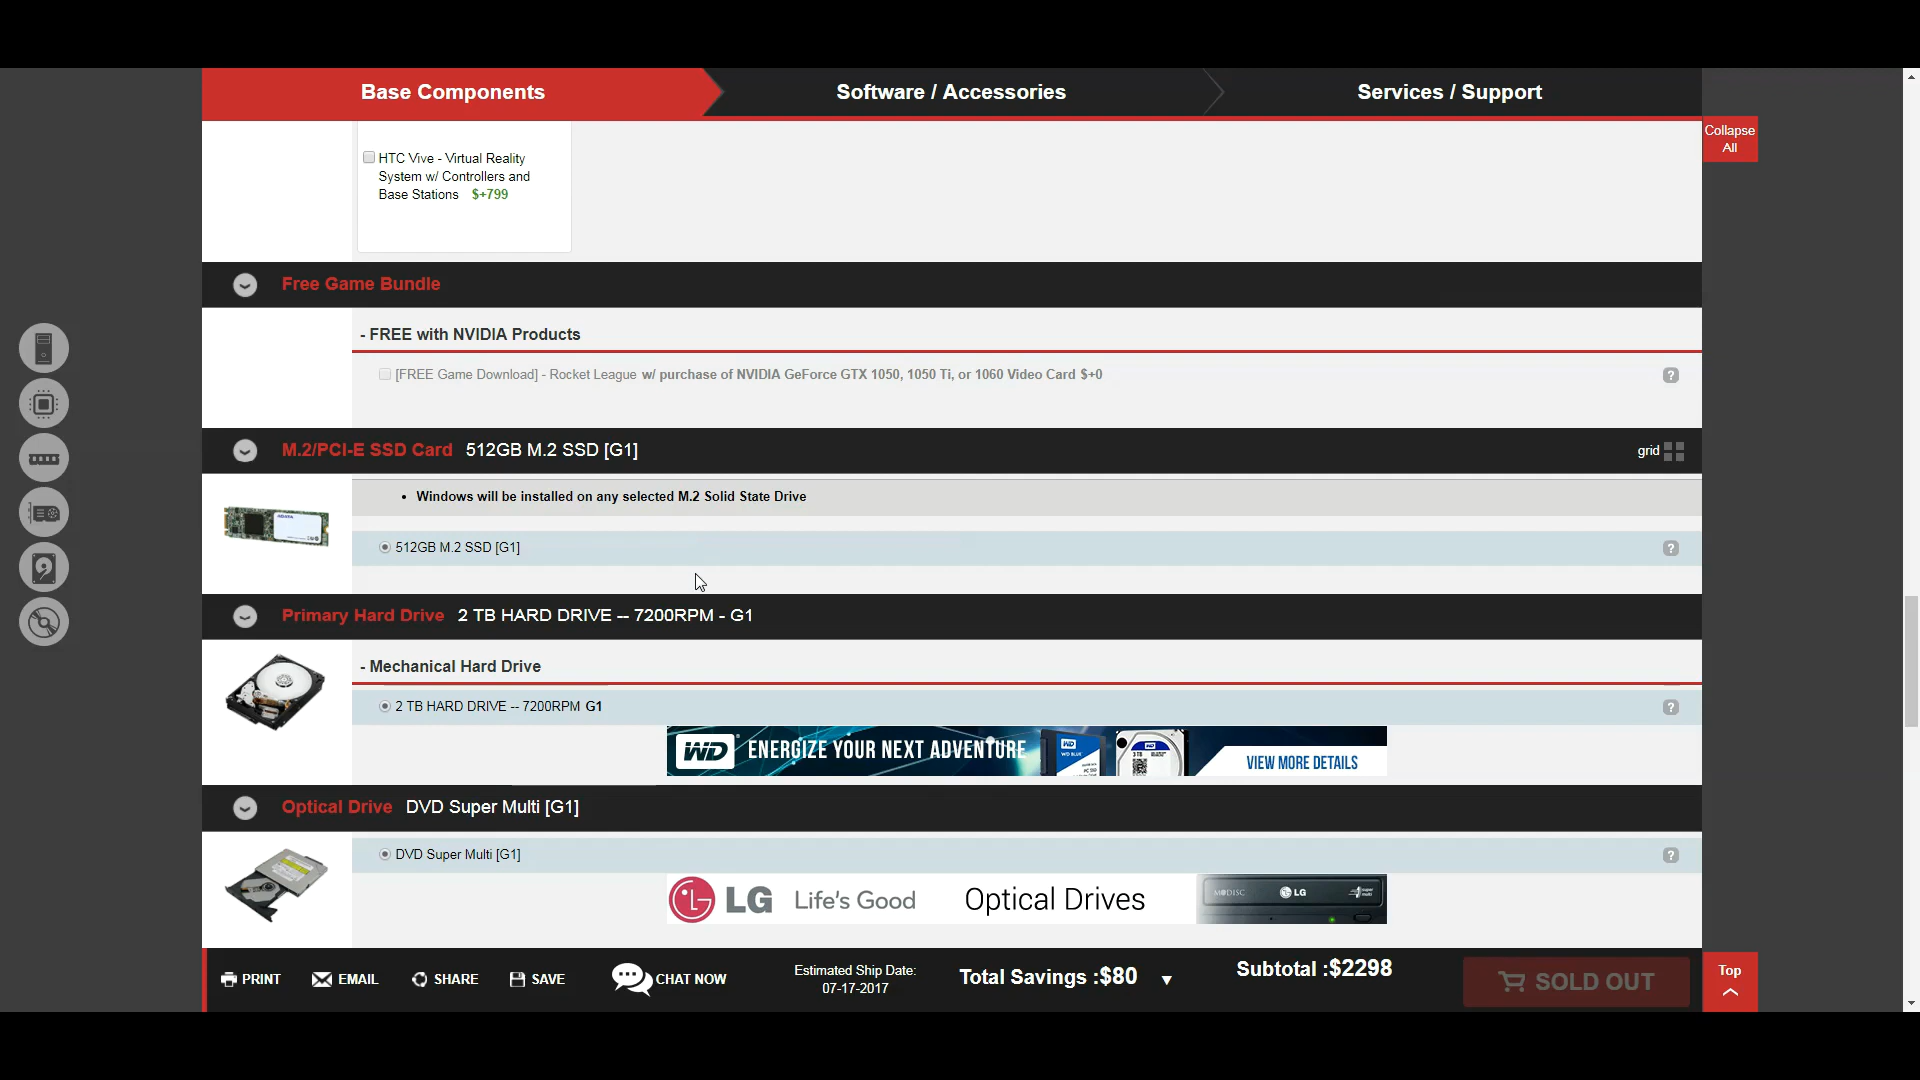 Base Components
Software / Accessories
Services / Support
Collapse
All
HTC Vive - Virtual Reality
System w/ Controllers and
Base Stations $+799
Free Game Bundle
- FREE with NVIDIA Products
[FREE Game Download] - Rocket League w/ purchase of NVIDIA GeForce GTX 1050, 1050 Ti, or 1060 Video Card $+0
?
M.2/PCI-E SSD Card 512GB M.2 SSD [G1]
grid
• Windows will be installed on any selected M.2 Solid State Drive
ADATA
512GB M.2 SSD [G1]
?
Primary Hard Drive 2 TB HARD DRIVE -- 7200RPM - G1
- Mechanical Hard Drive
2 TB HARD DRIVE -- 7200RPM G1
?
WD ENERGIZE YOUR NEXT ADVENTURE
VIEW MORE DETAILS
Optical Drive DVD Super Multi [G1]
DVD Super Multi [G1]
?
LG Life's Good Optical Drives
LG
PRINT
EMAIL
SHARE
SAVE
CHAT NOW
Estimated Ship Date:
07-17-2017
Total Savings :$80 ▼
Subtotal :$2298
SOLD OUT
Top